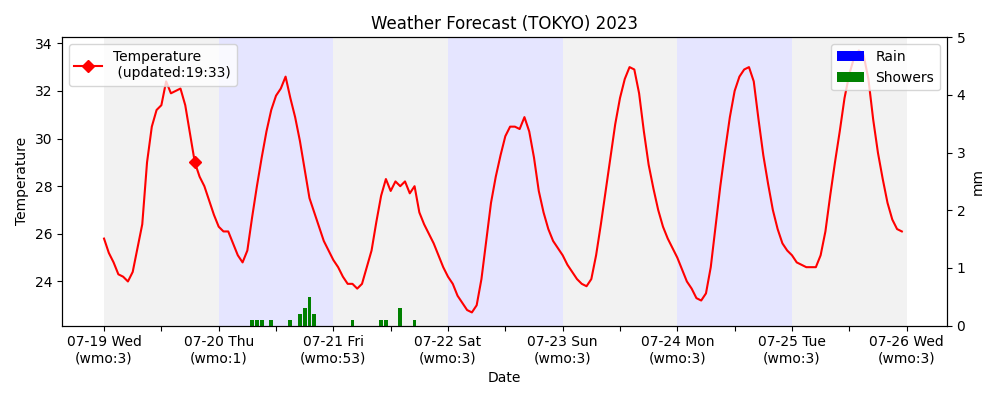 Weather Forecast (TOKYO) 2023
Temperature
(updated:19:33)
Rain
Showers
34
32
30
28
26
24
Temperature
5
4
3
2
1
0
mm
07-19 Wed 07-20 Thu 07-21 Fri 07-22 Sat 07-23 Sun 07-24 Mon 07-25 Tue 07-26 Wed
(wmo:3) (wmo:1) (wmo:53) (wmo:3) (wmo:3) (wmo:3) (wmo:3) (wmo:3)
Date